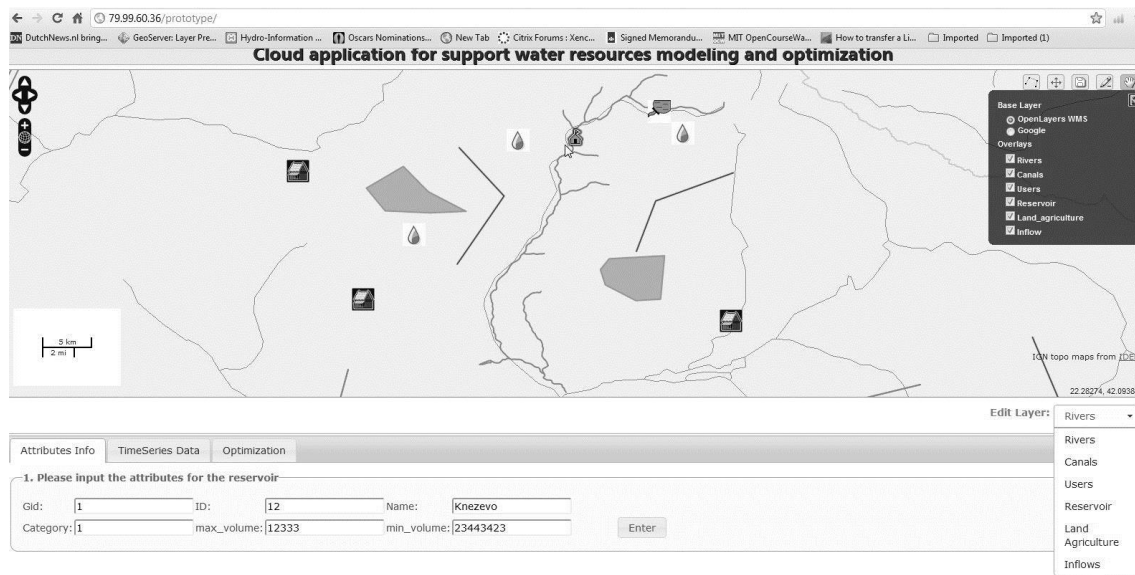 79.99.60.36/prototype/
DN DutchNews.nl bring... GeoServer: Layer Pre... Hydro-Information ... Oscars Nominations... New Tab Citrix Forums : Xenc... Signed Memorandu... MIT OpenCourseWa... How to transfer a Li... Imported Imported (1)
Cloud application for support water resources modeling and optimization
Base Layer
OpenLayers WMS
Google
Overlays
Rivers
Canals
Users
Reservoir
Land_agriculture
Inflow
5 km
2 mi
IGN topo maps from IDE
22.28274, 42.0938
Edit Layer: Rivers
Rivers
Canals
Users
Reservoir
Land
Agriculture
Inflows
Attributes Info TimeSeries Data Optimization
1. Please input the attributes for the reservoir
Gid: 1 ID: 12 Name: Knezevo
Category: 1 max_volume: 12333 min_volume: 23443423 Enter